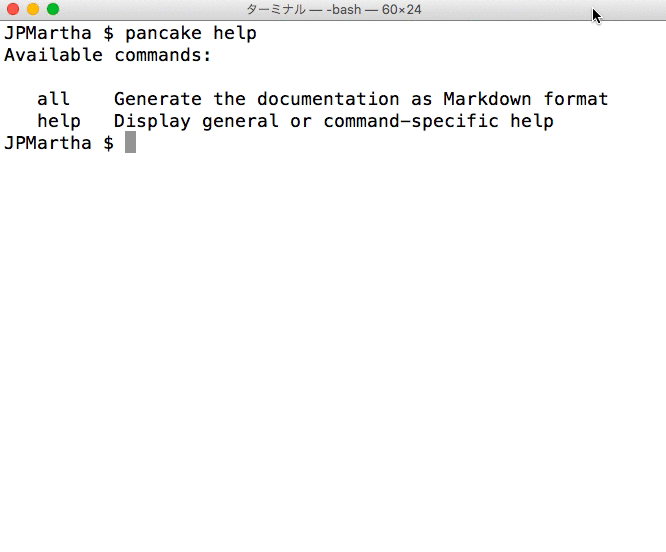 ターミナル — -bash — 60×24
JPMartha $ pancake help
Available commands:
all Generate the documentation as Markdown format
help Display general or command-specific help
JPMartha $